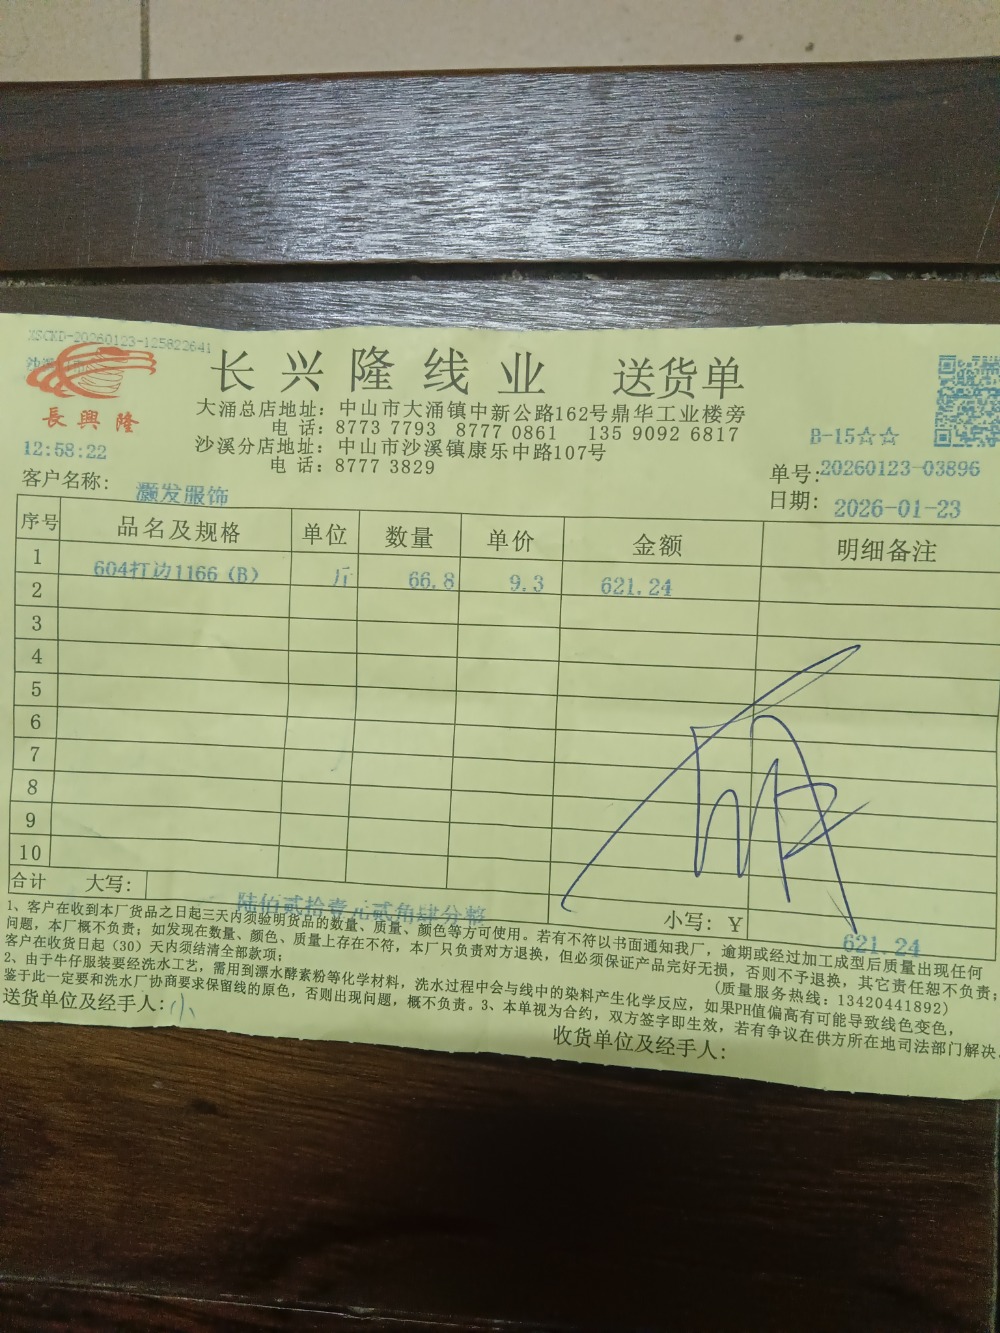 XSCKD-20260123-125822641
長興隆
12:58:22
长兴隆线业 送货单
大涌总店地址：中山市大涌镇中新公路162号鼎华工业楼旁
电话：8773 7793 8777 0861 135 9092 6817
沙溪分店地址：中山市沙溪镇康乐中路107号
电话：8777 3829
B-15☆☆
单号：20260123-03896
客户名称： 灏发服饰
日期： 2026-01-23
序号 品名及规格 单位 数量 单价 金额 明细备注
1 604打边1166（B） 斤 66.8 9.3 621.24
2
3
4
5
6
7
8
9
10
合计 大写： 陆佰贰拾壹元贰角肆分整 小写：￥ 621.24
1、客户在收到本厂货品之日起三天内须验明货品的数量、质量、颜色等方可使用。若有不符以书面通知我厂，逾期或经过加工成型后质量出现任何
问题，本厂概不负责；如发现在数量、颜色、质量上存在不符，本厂只负责对方退换，但必须保证产品完好无损，否则不予退换，其它责任恕不负责；
客户在收货日起（30）天内须结清全部款项； （质量服务热线：13420441892）
2、由于牛仔服装要经洗水工艺，需用到漂水酵素粉等化学材料，洗水过程中会与线中的染料产生化学反应，如果PH值偏高有可能导致线色变色，
鉴于此一定要和洗水厂协商要求保留线的原色，否则出现问题，概不负责。3、本单视为合约，双方签字即生效，若有争议在供方所在地司法部门解决。
送货单位及经手人：
收货单位及经手人：